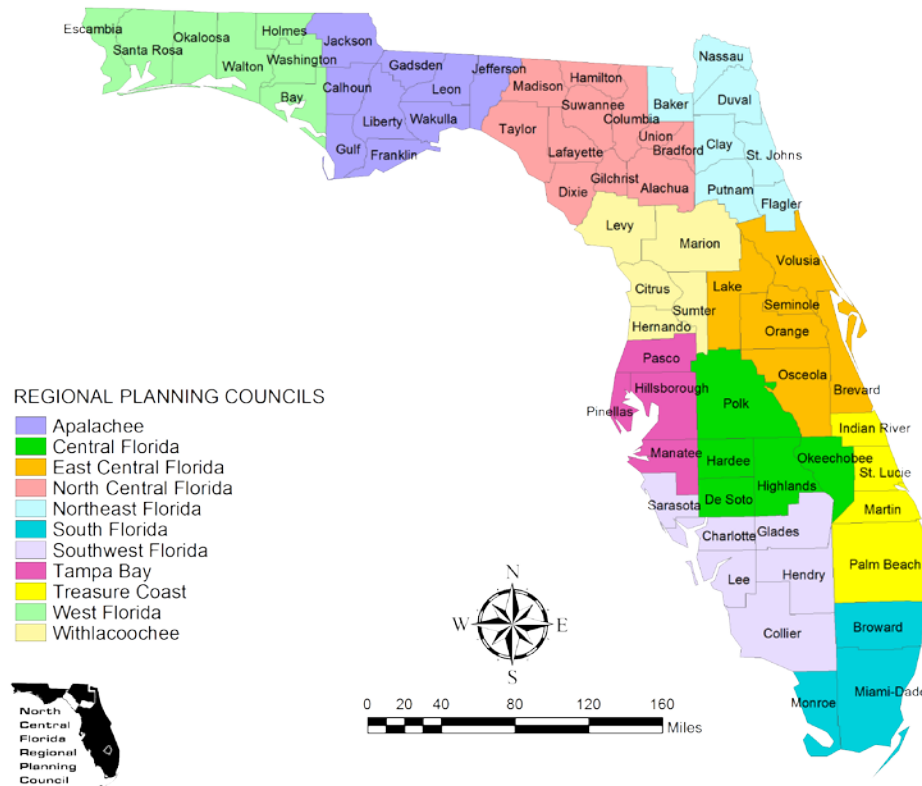 Escambia
Santa Rosa
Okaloosa
Walton
Holmes
Washington
Bay
Jackson
Calhoun
Gulf
Gadsden
Liberty
Franklin
Leon
Wakulla
Jefferson
Madison
Taylor
Hamilton
Suwannee
Lafayette
Dixie
Columbia
Gilchrist
Union
Bradford
Alachua
Baker
Nassau
Duval
Clay
St. Johns
Putnam
Flagler
Levy
Marion
Citrus
Sumter
Hernando
Lake
Volusia
Seminole
Orange
Osceola
Brevard
Pasco
Hillsborough
Pinellas
Manatee
Polk
Hardee
De Soto
Highlands
Okeechobee
Indian River
St. Lucie
Martin
Palm Beach
Sarasota
Charlotte
Glades
Lee
Hendry
Collier
Broward
Miami-Dade
Monroe
REGIONAL PLANNING COUNCILS
Apalachee
Central Florida
East Central Florida
North Central Florida
Northeast Florida
South Florida
Southwest Florida
Tampa Bay
Treasure Coast
West Florida
Withlacoochee
N
W E
S
0 20 40 80 120 160
Miles
North
Central
Florida
Regional
Planning
Council